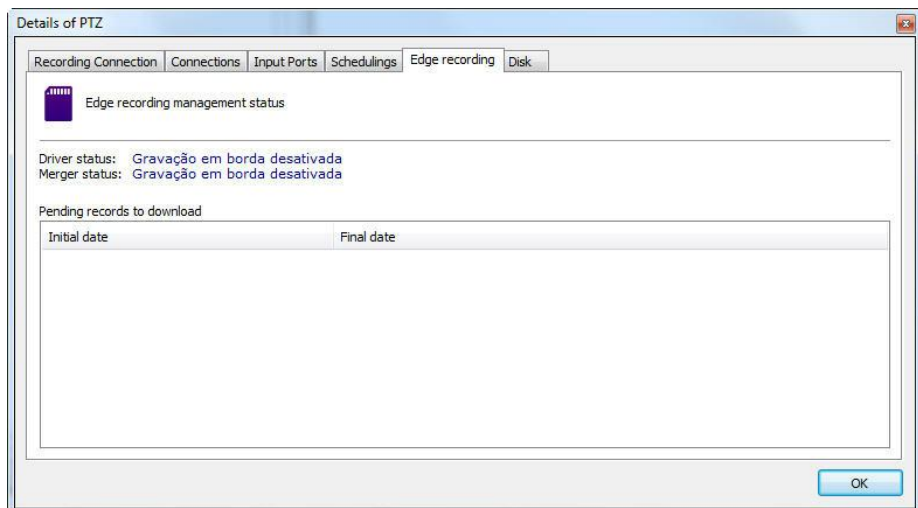 Details of PTZ
Recording Connection Connections Input Ports Schedulings Edge recording Disk
Edge recording management status
Driver status: Gravação em borda desativada
Merger status: Gravação em borda desativada
Pending records to download
Initial date Final date
OK